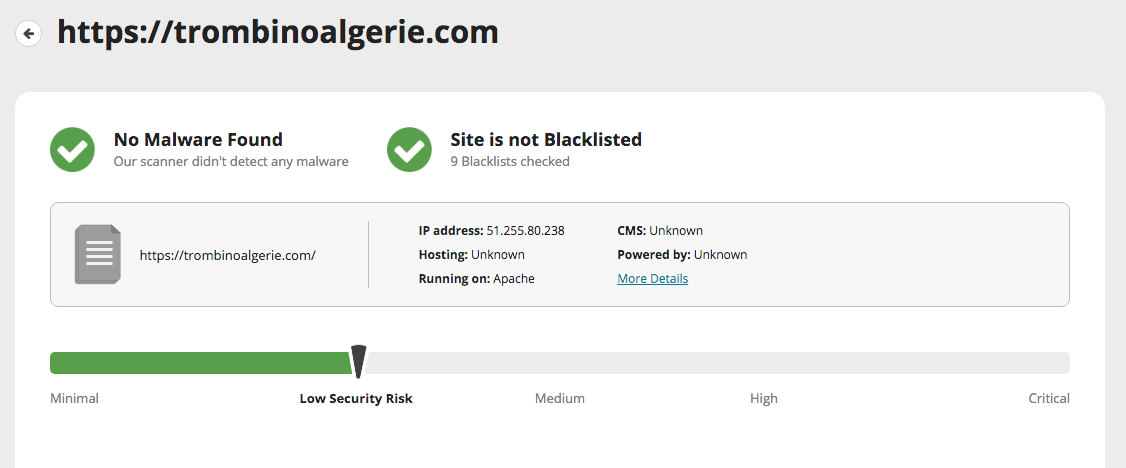 https://trombinoalgerie.com
No Malware Found
Our scanner didn't detect any malware
Site is not Blacklisted
9 Blacklists checked
https://trombinoalgerie.com/
IP address: 51.255.80.238
Hosting: Unknown
Running on: Apache
CMS: Unknown
Powered by: Unknown
More Details
Minimal
Low Security Risk
Medium
High
Critical